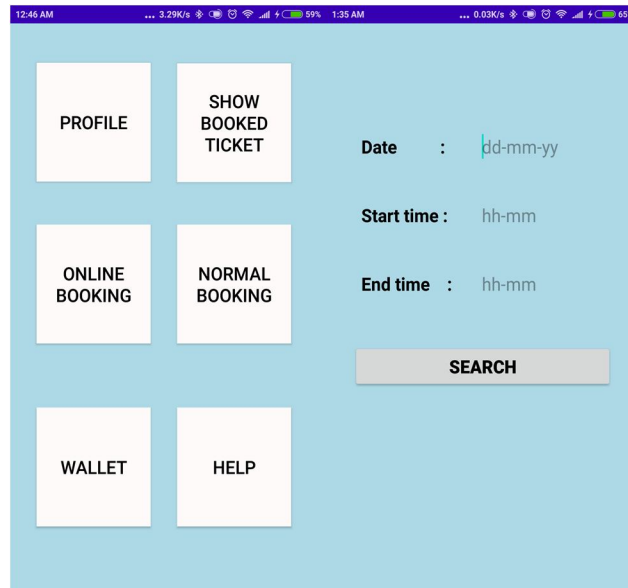 12:46 AM ... 3.29K/s 59%
PROFILE
SHOW
BOOKED
TICKET
ONLINE
BOOKING
NORMAL
BOOKING
WALLET
HELP
1:35 AM ... 0.03K/s 65
Date : dd-mm-yy
Start time : hh-mm
End time : hh-mm
SEARCH